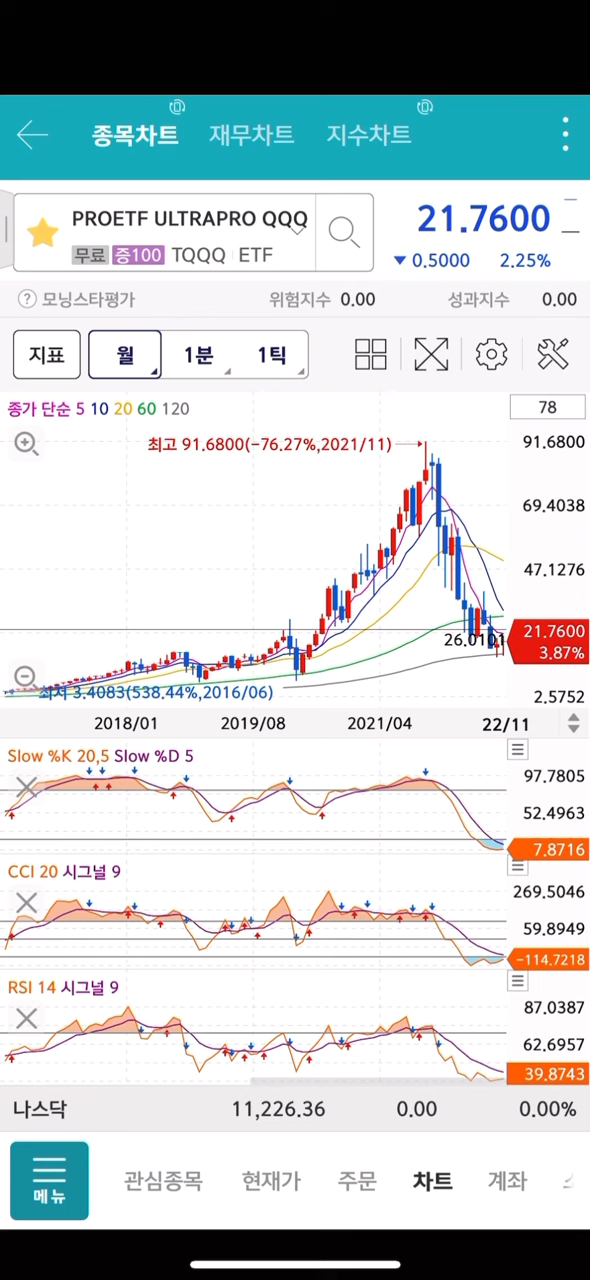 종목차트 재무차트 지수차트
PROETF ULTRAPRO QQQ
21.7600
무료 증100 TQQQ ETF
▼ 0.5000 2.25%
? 모닝스타평가 위험지수 0.00 성과지수 0.00
지표 월 1분 1틱
종가 단순 5 10 20 60 120
78
최고 91.6800(-76.27%,2021/11)
91.6800
69.4038
47.1276
21.7600
26.0101
3.87%
최저 3.4083(538.44%,2016/06)
2.5752
2018/01 2019/08 2021/04 22/11
Slow %K 20,5 Slow %D 5
97.7805
52.4963
7.8716
CCI 20 시그널 9
269.5046
59.8949
-114.7218
RSI 14 시그널 9
87.0387
62.6957
39.8743
나스닥 11,226.36 0.00 0.00%
메뉴 관심종목 현재가 주문 차트 계좌